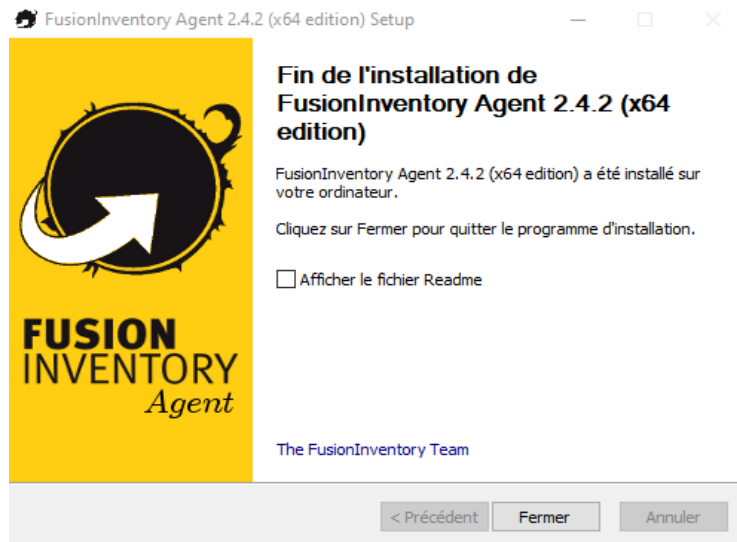 FusionInventory Agent 2.4.2 (x64 edition) Setup
Fin de l'installation de
FusionInventory Agent 2.4.2 (x64
edition)
FusionInventory Agent 2.4.2 (x64 edition) a été installé sur
votre ordinateur.
Cliquez sur Fermer pour quitter le programme d'installation.
Afficher le fichier Readme
FUSION
INVENTORY
Agent
The FusionInventory Team
< Précédent
Fermer
Annuler